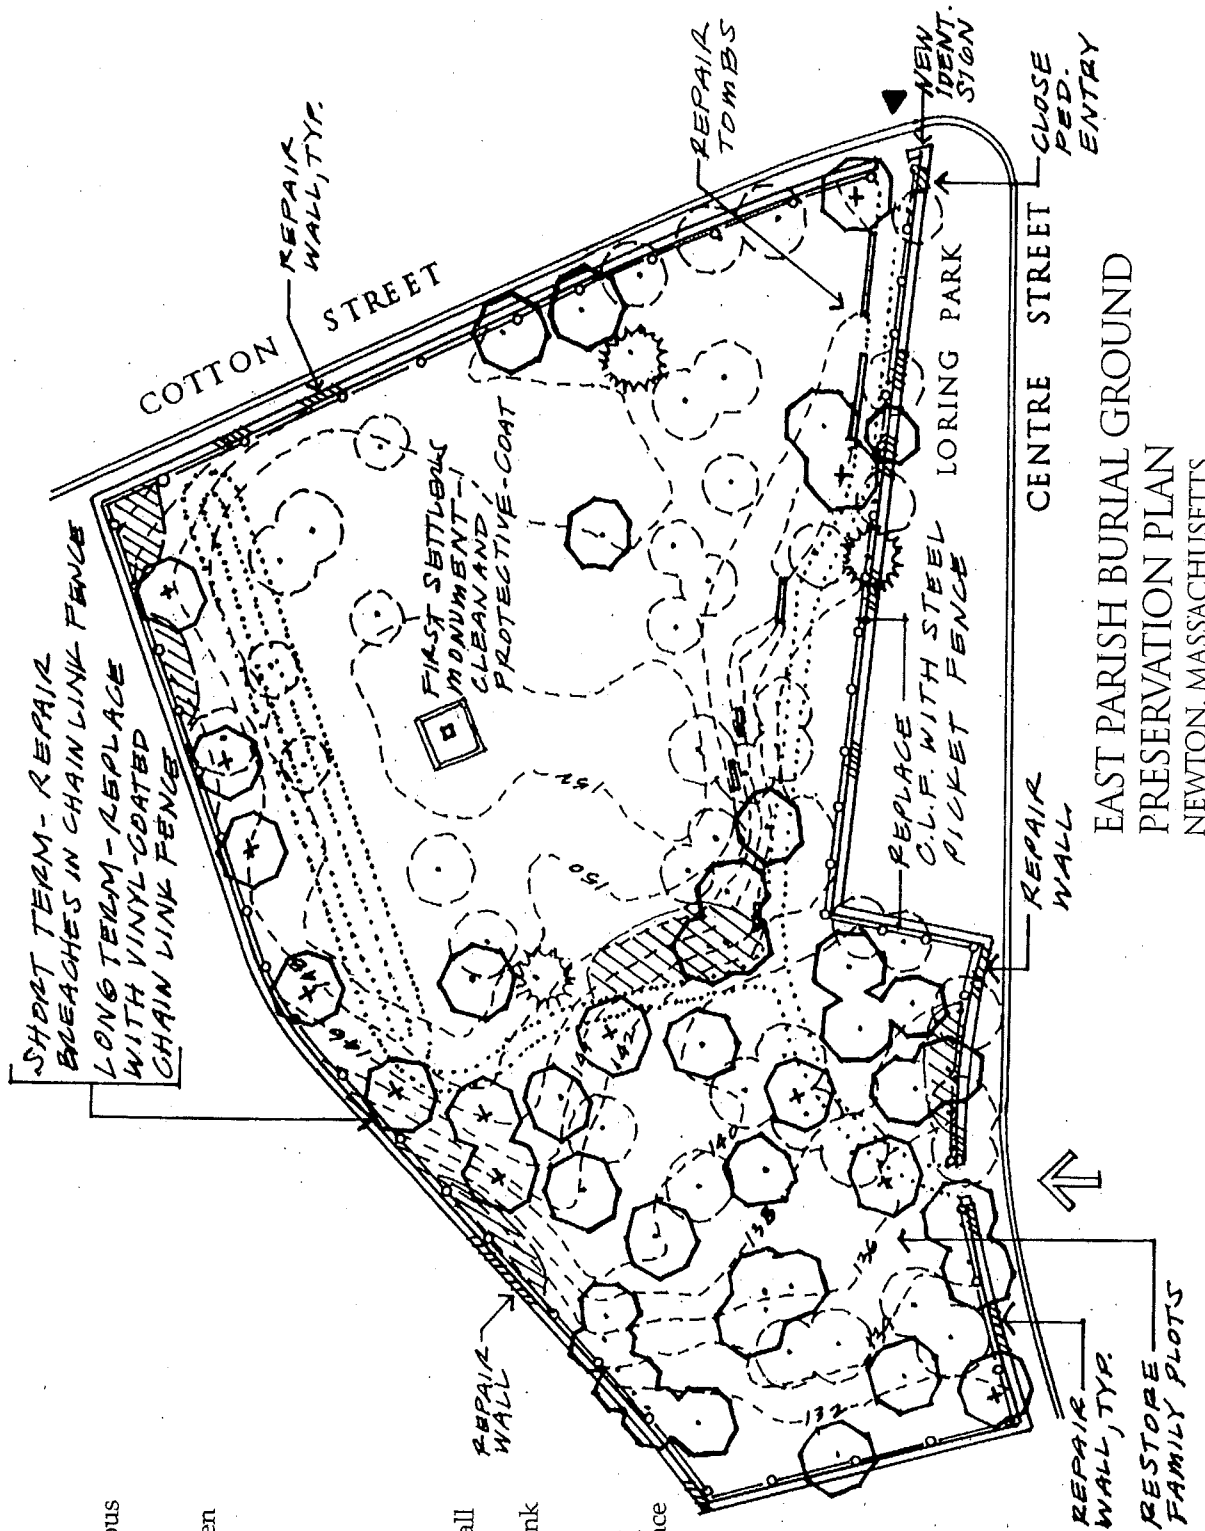 SHORT TERM - REPAIR
BREACHES IN CHAIN LINK FENCE
LONG TERM - REPLACE
WITH VINYL-COATED
CHAIN LINK FENCE
REPAIR
WALL, TYP.
COTTON STREET
REPAIR
TOMBS
NEW
IDENT.
SIGN
CLOSE
PED.
ENTRY
FIRST SETTLERS
MONUMENT -
CLEAN AND
PROTECTIVE-COAT
LORING PARK
CENTRE STREET
REPLACE
C.L.F. WITH STEEL
PICKET FENCE
REPAIR
WALL
REPAIR
WALL
REPAIR
WALL, TYP.
RESTORE
FAMILY PLOTS
152
150
148
146
142
140
138
136
134
132
EAST PARISH BURIAL GROUND
PRESERVATION PLAN
NEWTON, MASSACHUSETTS